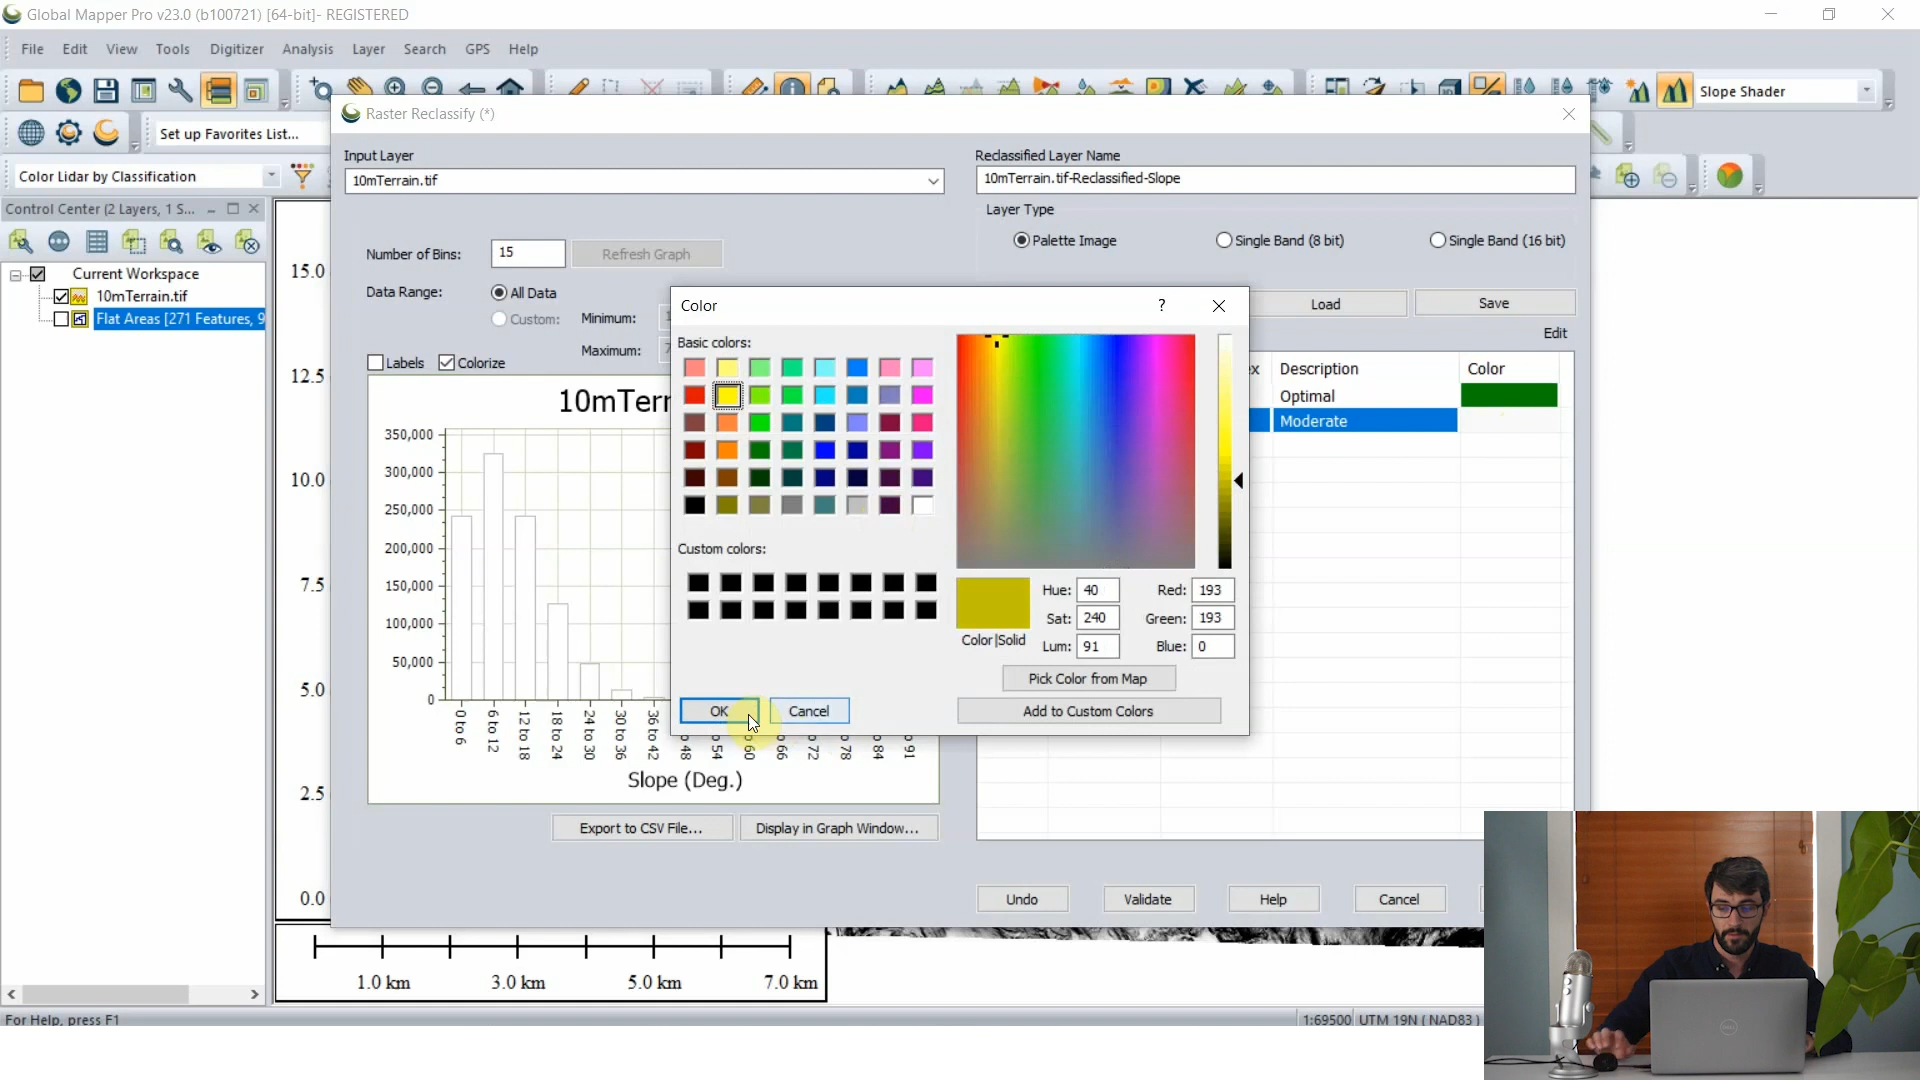 Global Mapper Pro v23.0 (b100721) [64-bit]- REGISTERED
File Edit View Tools Digitizer Analysis Layer Search GPS Help
Slope Shader
Set up Favorites List...
Color Lidar by Classification
Control Center (2 Layers, 1 S...
Current Workspace
10mTerrain.tif
Flat Areas [271 Features, 9
15.0
12.5
10.0
7.5
5.0
2.5
0.0
1.0 km 3.0 km 5.0 km 7.0 km
For Help, press F1
1:69500 UTM 19N ( NAD83 )
Raster Reclassify (*)
Input Layer
10mTerrain.tif
Number of Bins: 15 Refresh Graph
Data Range: All Data
Custom: Minimum:
Maximum:
Labels Colorize
10mTerr
350,000
300,000
250,000
200,000
150,000
100,000
50,000
0
0 to 6
6 to 12
12 to 18
18 to 24
24 to 30
30 to 36
36 to 42
48
54
60
66
72
78
84
91
Slope (Deg.)
Export to CSV File... Display in Graph Window...
Reclassified Layer Name
10mTerrain.tif-Reclassified-Slope
Layer Type
Palette Image Single Band (8 bit) Single Band (16 bit)
Load Save
Edit
Description Color
Optimal
Moderate
Undo Validate Help Cancel
Color
?
Basic colors:
Custom colors:
Color|Solid
Hue: 40 Red: 193
Sat: 240 Green: 193
Lum: 91 Blue: 0
Pick Color from Map
OK Cancel Add to Custom Colors